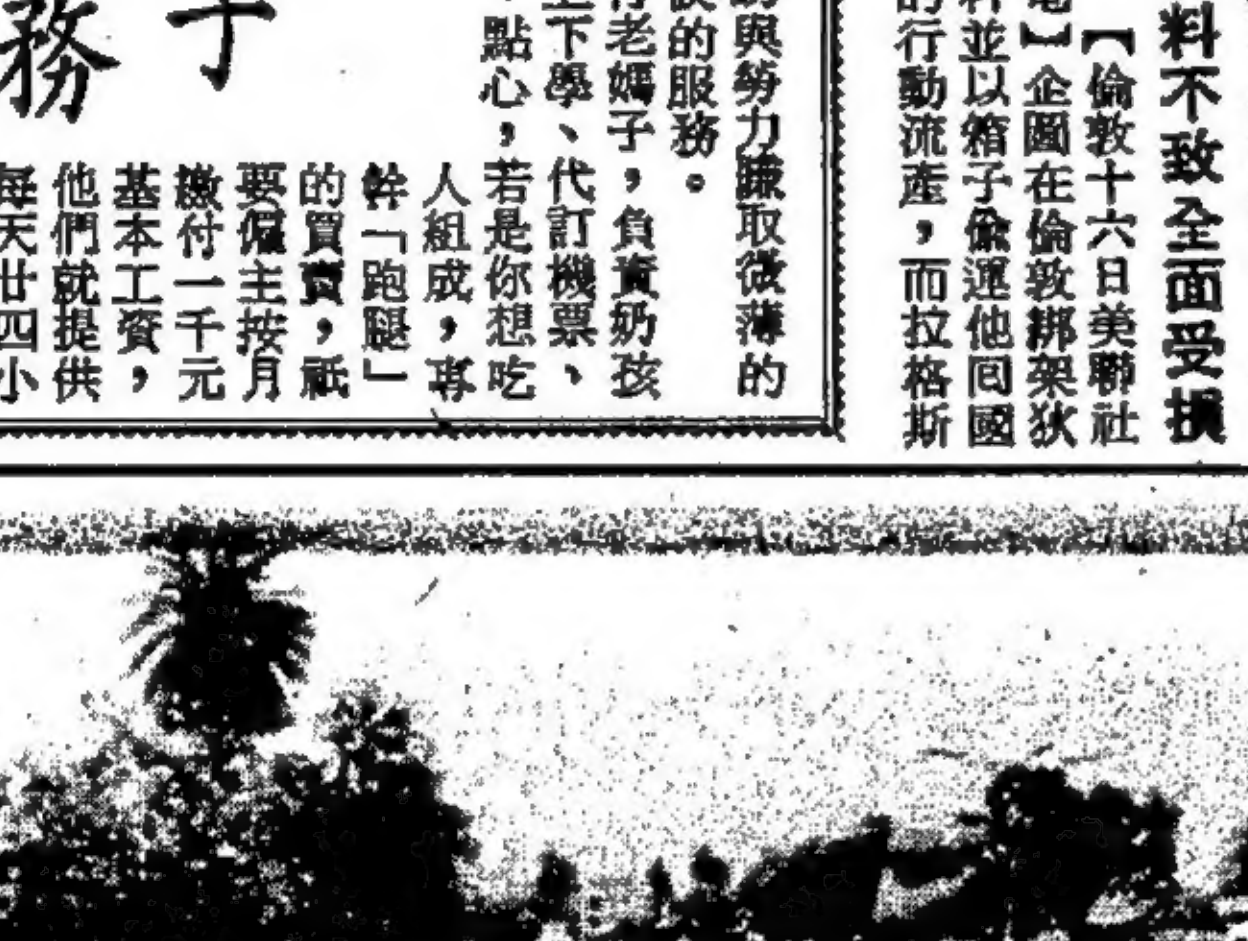 料不致全面受損
【倫敦十六日美聯社
】企圖在倫敦綁架狄
並以箱子偷運他囘國
的行動流產，而拉格斯
與勞力賺取微薄的
的服務。
老媽子，負責奶孩
下學、代訂機票、
點心，若是你想吃
務
人組成，專
幹「跑腿」
的買賣，祇
要僱主按月
繳付一千元
基本工資，
他們就提供
每天廿四小